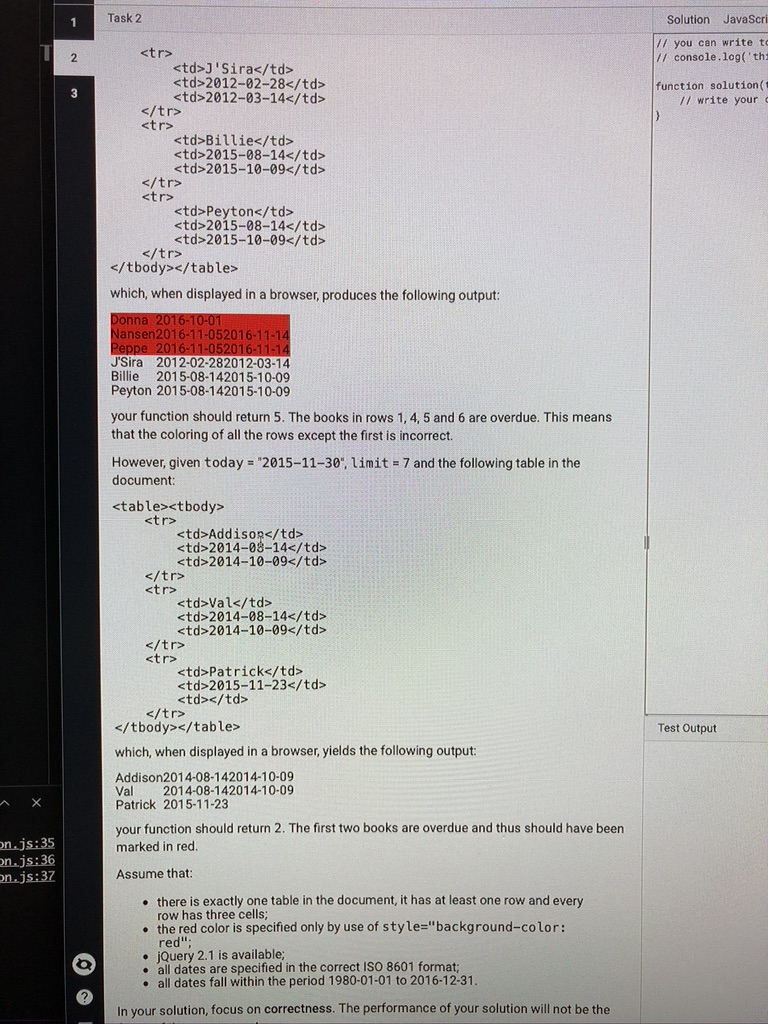 1
2
3
Task 2
Solution JavaScri
T
<tr>
<td>J'Sira</td>
<td>2012-02-28</td>
<td>2012-03-14</td>
</tr>
<tr>
<td>Billie</td>
<td>2015-08-14</td>
<td>2015-10-09</td>
</tr>
<tr>
<td>Peyton</td>
<td>2015-08-14</td>
<td>2015-10-09</td>
</tr>
</tbody></table>
which, when displayed in a browser, produces the following output:
Donna 2016-10-01
Nansen2016-11-052016-11-14
Peppe 2016-11-052016-11-14
J'Sira 2012-02-282012-03-14
Billie 2015-08-142015-10-09
Peyton 2015-08-142015-10-09
your function should return 5. The books in rows 1, 4, 5 and 6 are overdue. This means
that the coloring of all the rows except the first is incorrect.
However, given today = "2015-11-30", limit = 7 and the following table in the
document:
<table><tbody>
<tr>
<td>Addison</td>
<td>2014-08-14</td>
<td>2014-10-09</td>
</tr>
<tr>
<td>Val</td>
<td>2014-08-14</td>
<td>2014-10-09</td>
</tr>
<tr>
<td>Patrick</td>
<td>2015-11-23</td>
<td></td>
</tr>
</tbody></table>
which, when displayed in a browser, yields the following output:
Addison2014-08-142014-10-09
Val 2014-08-142014-10-09
Patrick 2015-11-23
your function should return 2. The first two books are overdue and thus should have been
marked in red.
Assume that:
• there is exactly one table in the document, it has at least one row and every
row has three cells;
• the red color is specified only by use of style="background-color:
red";
• jQuery 2.1 is available;
• all dates are specified in the correct ISO 8601 format;
• all dates fall within the period 1980-01-01 to 2016-12-31.
In your solution, focus on correctness. The performance of your solution will not be the
// you can write to
// console.log('thi
function solution(t
// write your c
}
Test Output
on.js:35
on.js:36
on.js:37
?